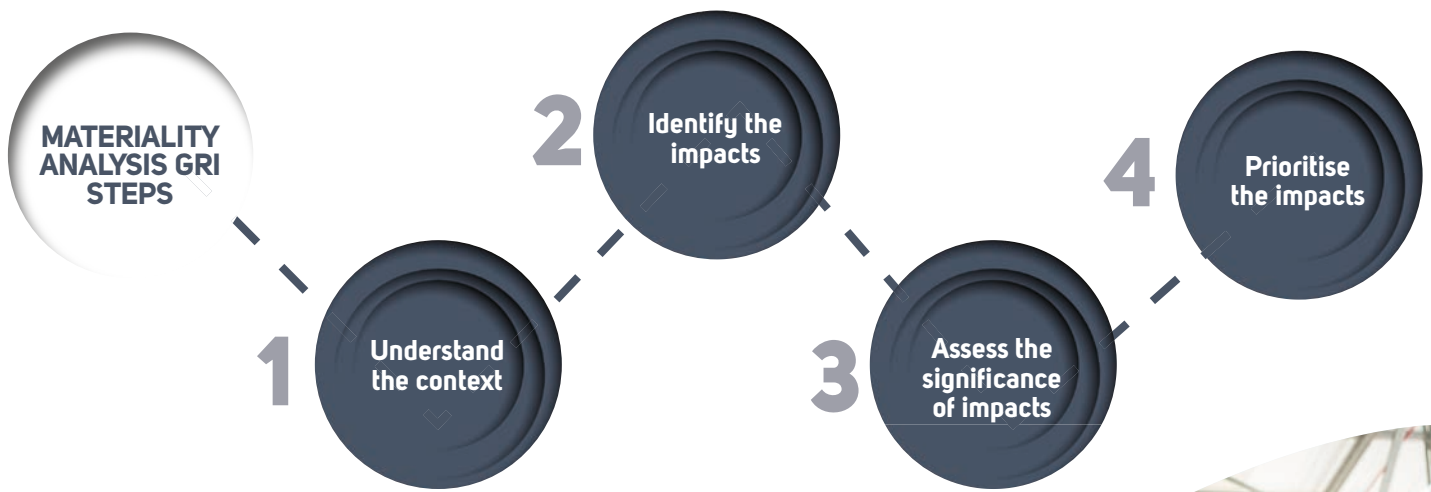 MATERIALITY
ANALYSIS GRI
STEPS
1
Understand
the context
2
Identify the
impacts
3
Assess the
significance
of impacts
4
Prioritise
the impacts